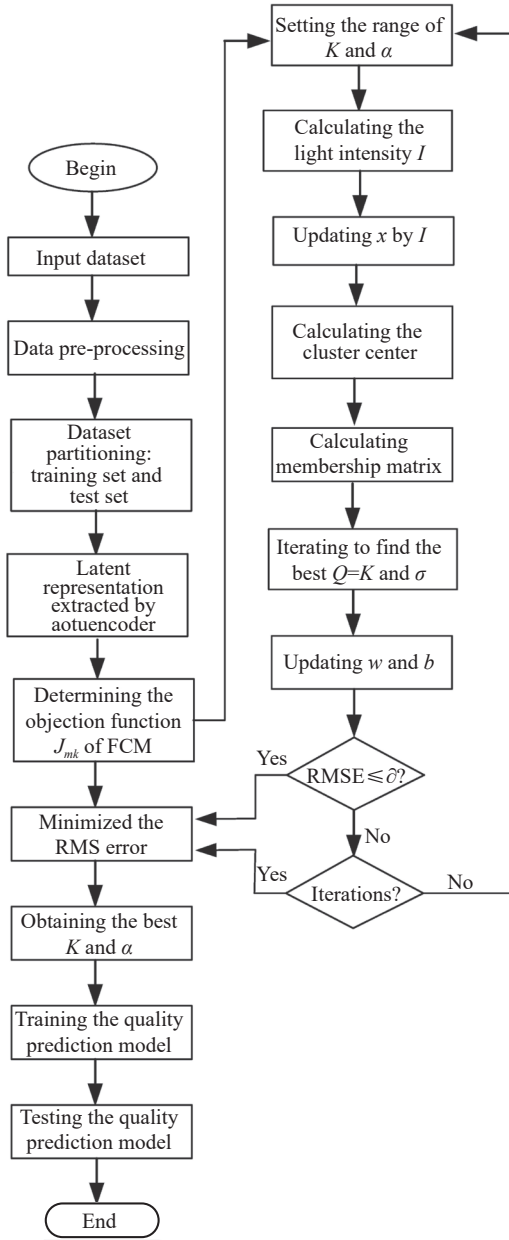 Begin
Input dataset
Data pre-processing
Dataset
partitioning:
training set and
test set
Latent
representation
extracted by
aotuencoder
Determining the
objection function
J_mk of FCM
Minimized the
RMS error
Obtaining the best
K and α
Training the quality
prediction model
Testing the quality
prediction model
End
Setting the range of
K and α
Calculating the
light intensity I
Updating x by I
Calculating the
cluster center
Calculating
membership matrix
Iterating to find the
best Q=K and σ
Updating w and b
RMSE≤∂?
Yes
No
Iterations?
Yes
No